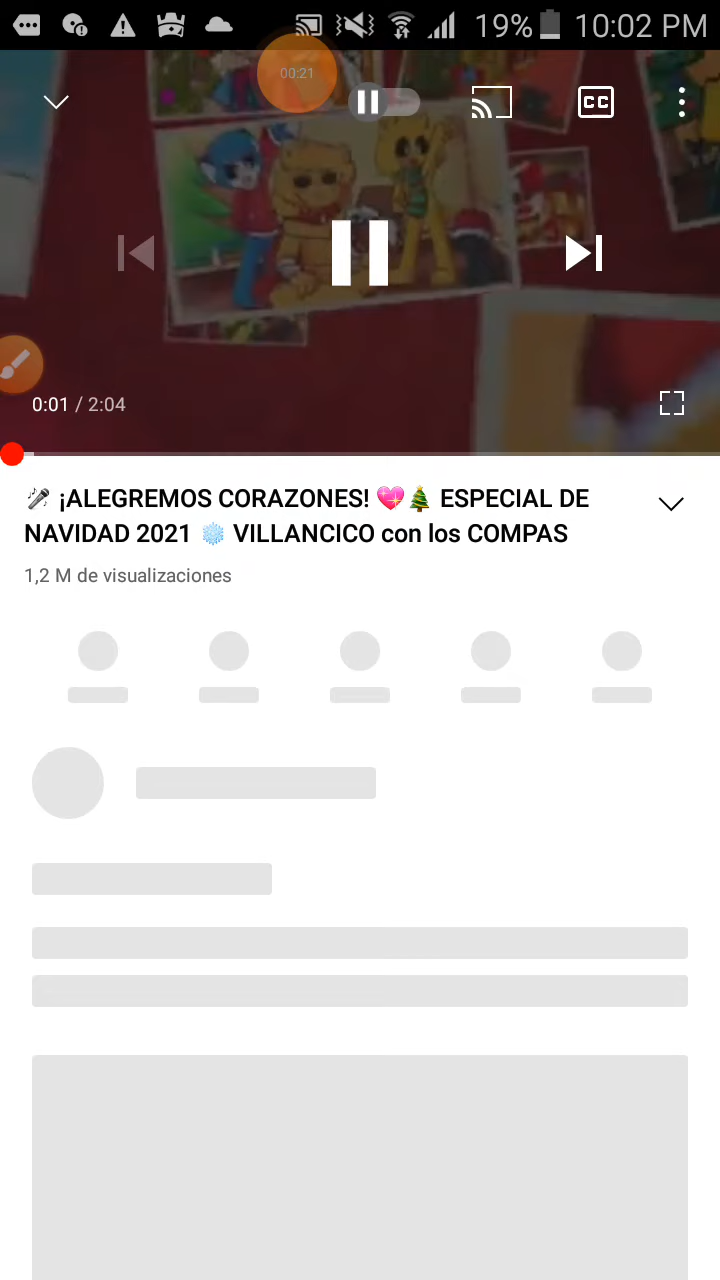 19% 10:02 PM
00:21
CC
0:01 / 2:04
🎤 ¡ALEGREMOS CORAZONES! 💖🎄 ESPECIAL DE
NAVIDAD 2021 ❄️ VILLANCICO con los COMPAS
1,2 M de visualizaciones